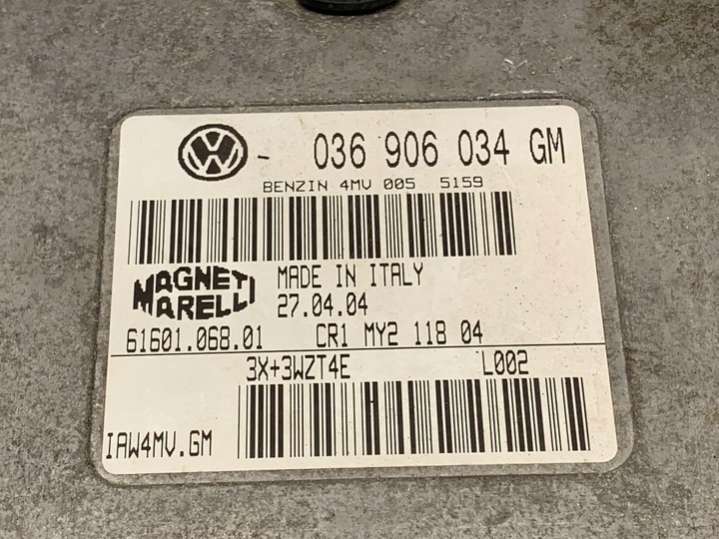 VW - 036 906 034 GM
BENZIN 4MV 005 5159
MAGNETI MARELLI
MADE IN ITALY
27.04.04
61601.068.01 CR1 MY2 118 04
3X+3WZT4E L002
IAW4MV.GM